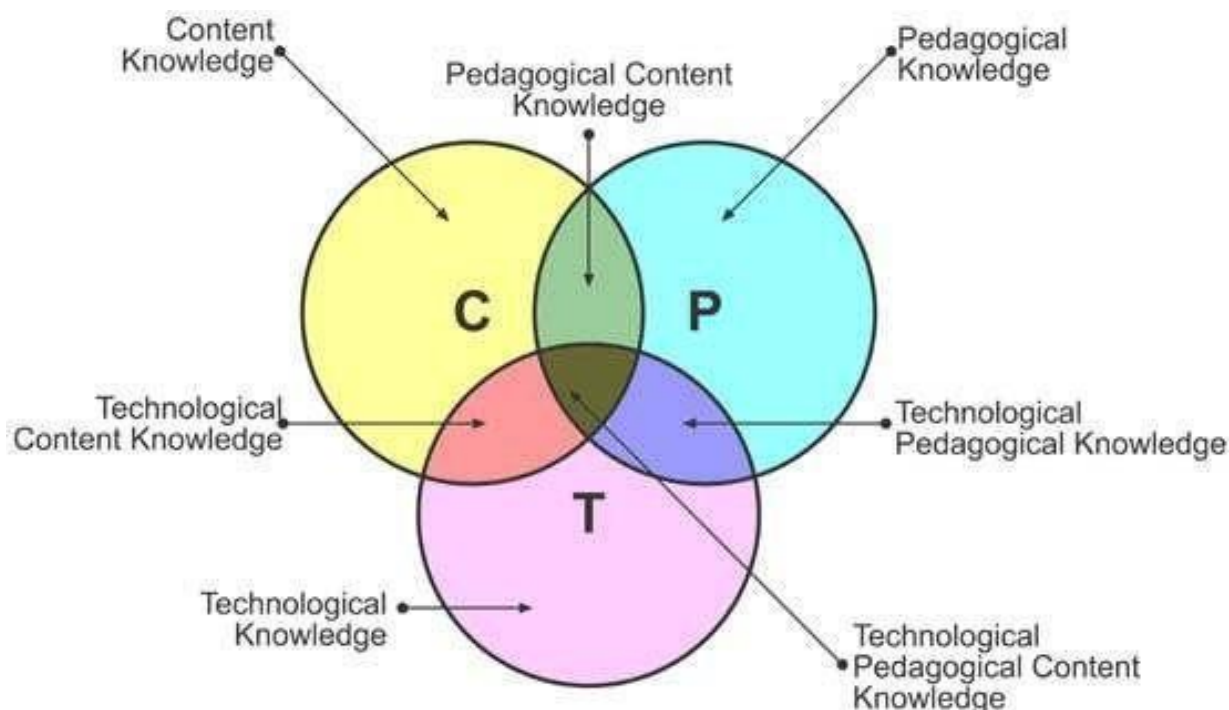 Content
Knowledge
Pedagogical Content
Knowledge
Pedagogical
Knowledge
C
P
Technological
Content Knowledge
Technological
Pedagogical Knowledge
T
Technological
Knowledge
Technological
Pedagogical Content
Knowledge